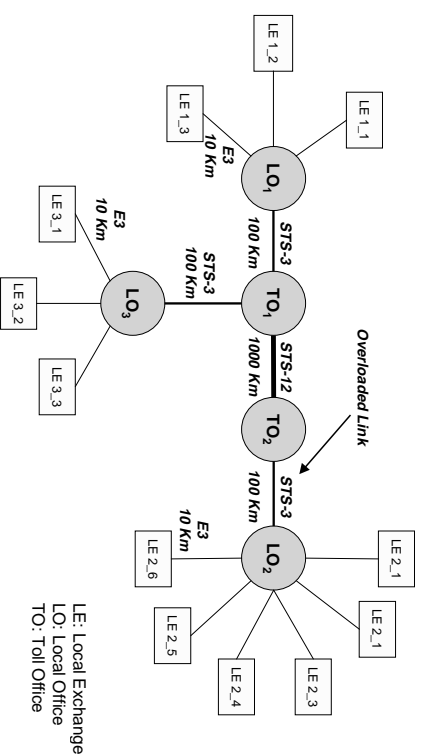 LE 1_1
LE 1_2
LE 1_3
E3
10 Km
LO1
STS-3
100 Km
TO1
STS-12
1000 Km
TO2
Overloaded Link
STS-3
100 Km
LO2
E3
10 Km
LE 2_1
LE 2_1
LE 2_3
LE 2_4
LE 2_5
LE 2_6
STS-3
100 Km
LO3
E3
10 Km
LE 3_1
LE 3_2
LE 3_3
LE: Local Exchange
LO: Local Office
TO: Toll Office